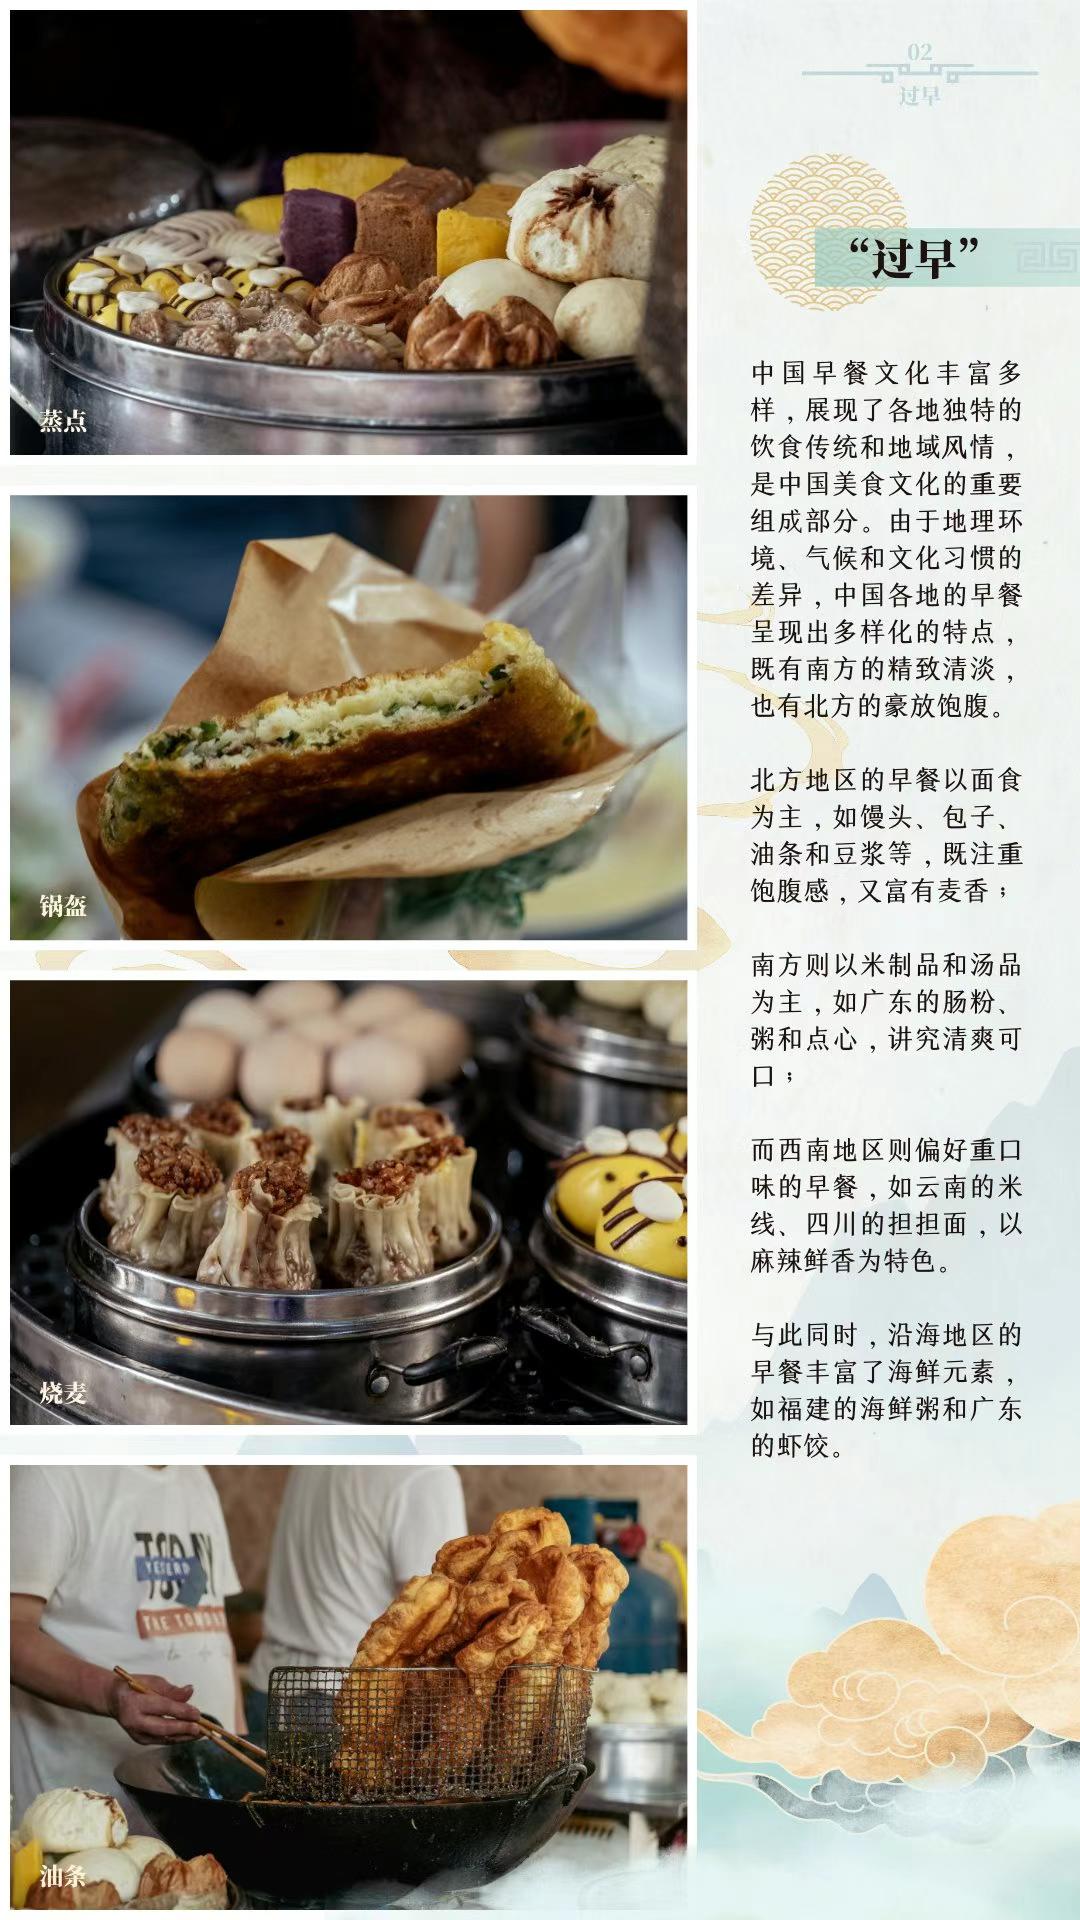 02
过早
“过早”
中国早餐文化丰富多
样，展现了各地独特的
饮食传统和地域风情，
是中国美食文化的重要
组成部分。由于地理环
境、气候和文化习惯的
差异，中国各地的早餐
呈现出多样化的特点，
既有南方的精致清淡，
也有北方的豪放饱腹。
北方地区的早餐以面食
为主，如馒头、包子、
油条和豆浆等，既注重
饱腹感，又富有麦香；
南方则以米制品和汤品
为主，如广东的肠粉、
粥和点心，讲究清爽可
口；
而西南地区则偏好重口
味的早餐，如云南的米
线、四川的担担面，以
麻辣鲜香为特色。
与此同时，沿海地区的
早餐丰富了海鲜元素，
如福建的海鲜粥和广东
的虾饺。
蒸点
锅盔
烧麦
TODAY
THE TOMOR
油条